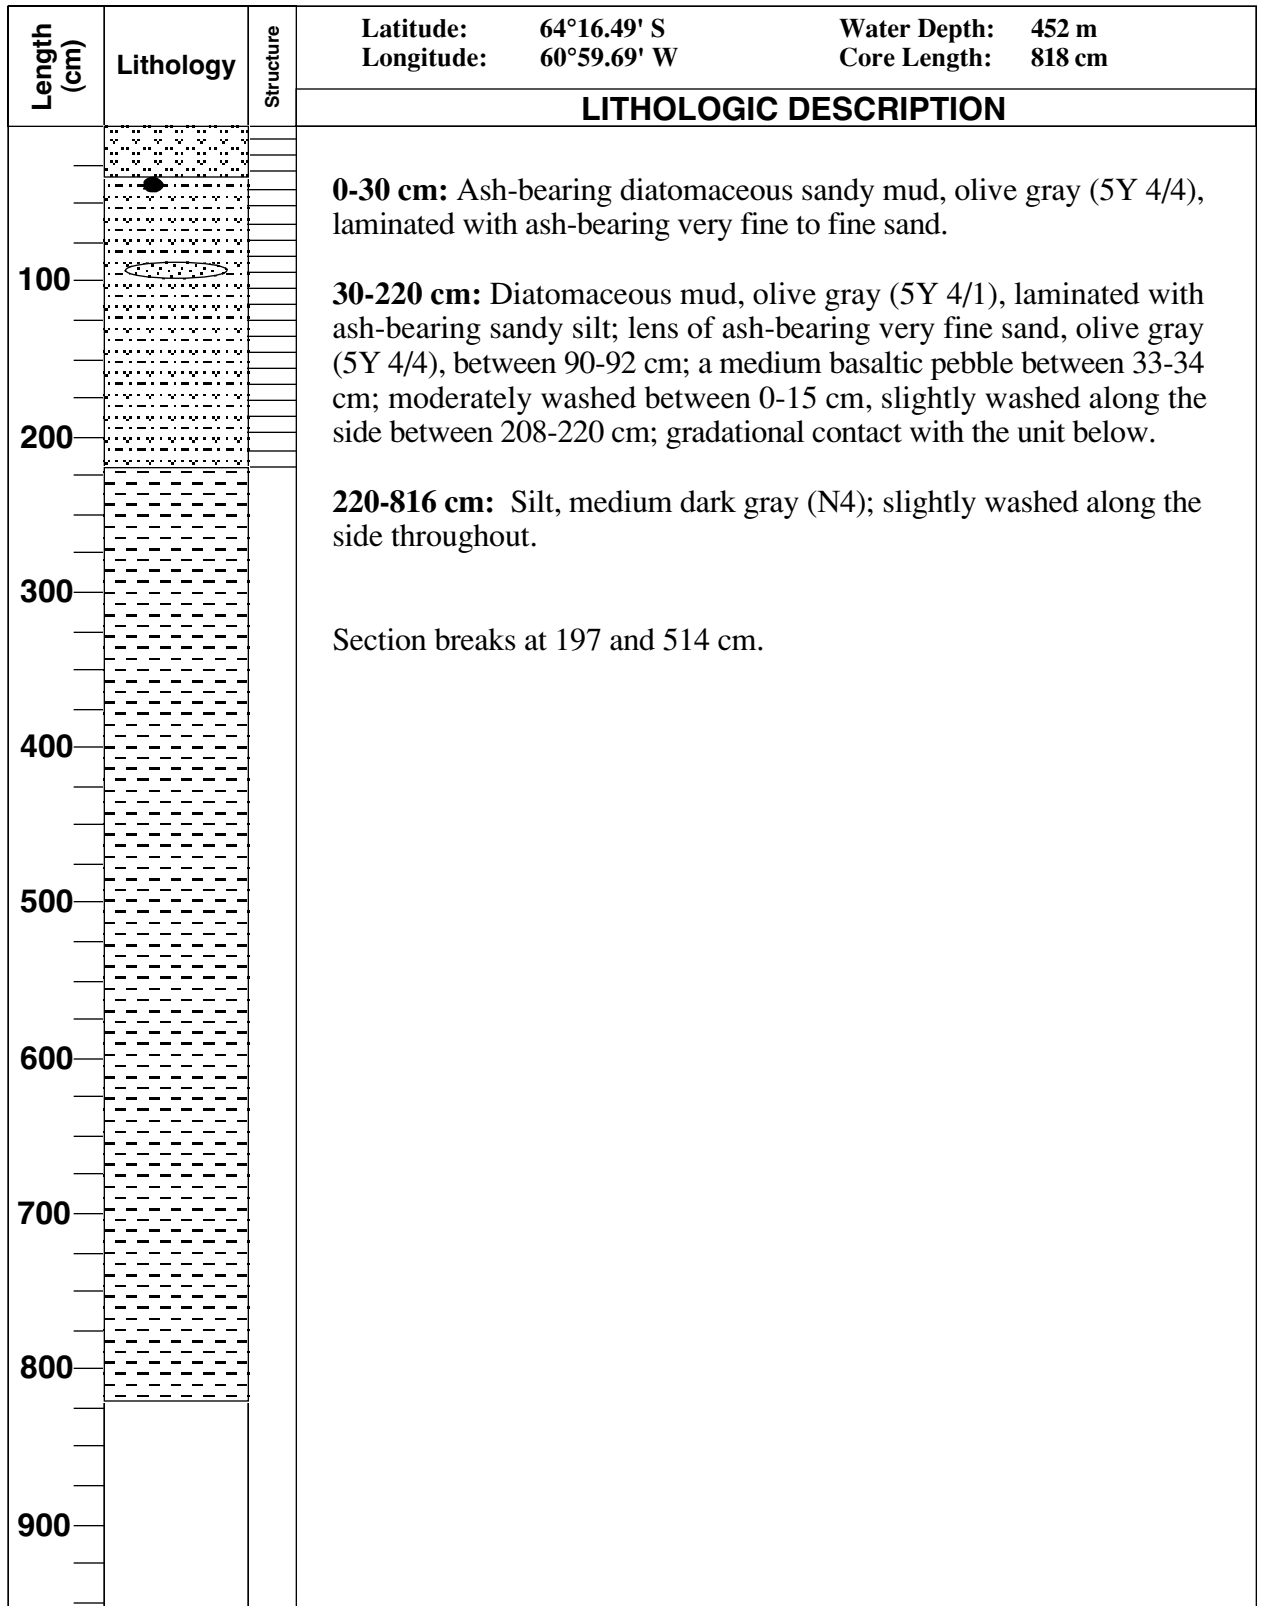 Length (cm)
Lithology
Structure
Latitude: 64°16.49' S Water Depth: 452 m
Longitude: 60°59.69' W Core Length: 818 cm
LITHOLOGIC DESCRIPTION
0-30 cm: Ash-bearing diatomaceous sandy mud, olive gray (5Y 4/4),
laminated with ash-bearing very fine to fine sand.
30-220 cm: Diatomaceous mud, olive gray (5Y 4/1), laminated with
ash-bearing sandy silt; lens of ash-bearing very fine sand, olive gray
(5Y 4/4), between 90-92 cm; a medium basaltic pebble between 33-34
cm; moderately washed between 0-15 cm, slightly washed along the
side between 208-220 cm; gradational contact with the unit below.
220-816 cm: Silt, medium dark gray (N4); slightly washed along the
side throughout.
Section breaks at 197 and 514 cm.
100
200
300
400
500
600
700
800
900